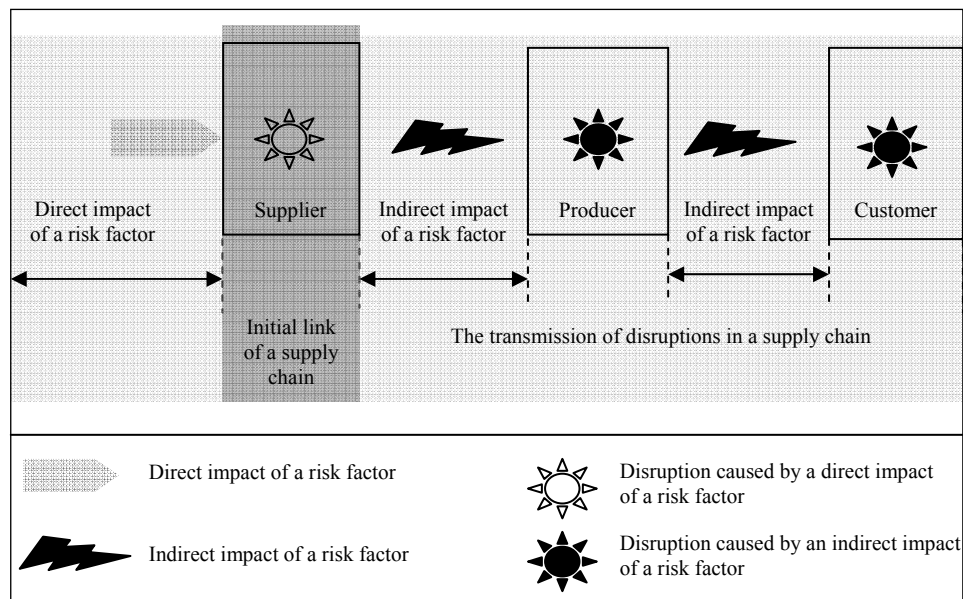 Direct impact
of a risk factor
Supplier
Indirect impact
of a risk factor
Producer
Indirect impact
of a risk factor
Customer
Initial link
of a supply
chain
The transmission of disruptions in a supply chain
Direct impact of a risk factor
Disruption caused by a direct impact
of a risk factor
Indirect impact of a risk factor
Disruption caused by an indirect impact
of a risk factor